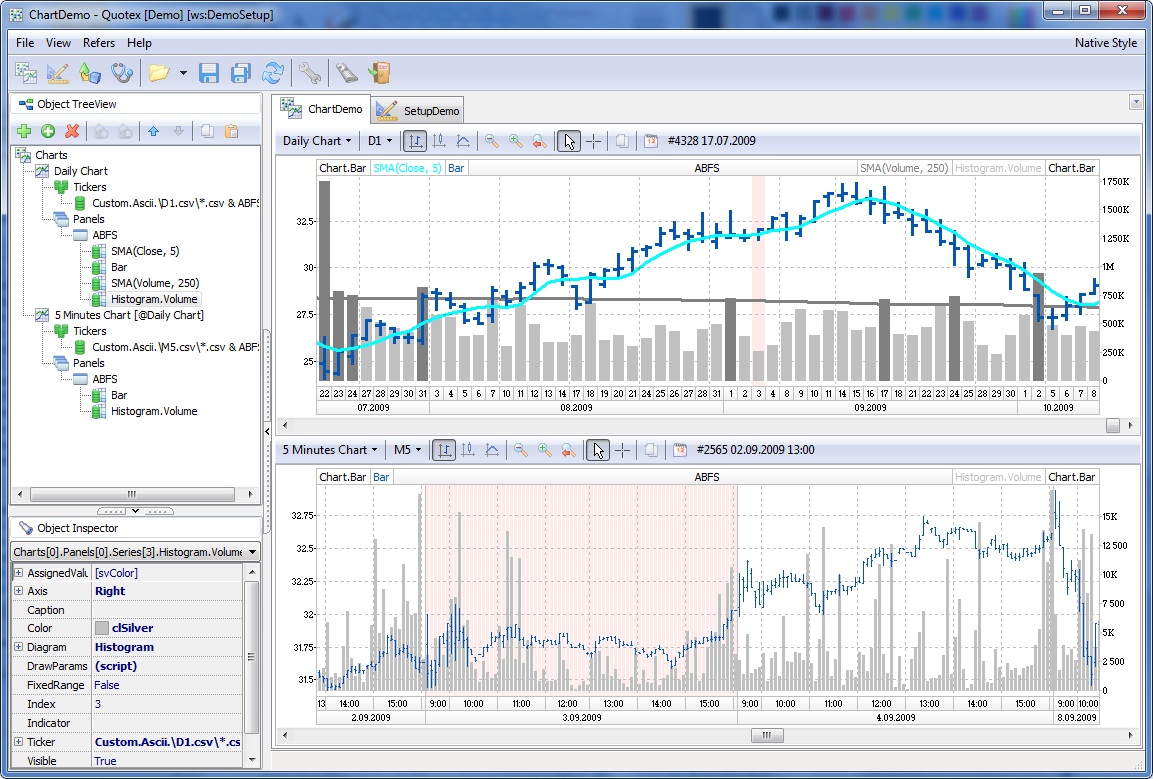 ChartDemo - Quotex [Demo] [ws:DemoSetup]
File View Refers Help
Native Style
Object TreeView
Charts
Daily Chart
Tickers
Custom.Ascii.\D1.csv\*.csv & ABFS
Panels
ABFS
SMA(Close, 5)
Bar
SMA(Volume, 250)
Histogram.Volume
5 Minutes Chart [@Daily Chart]
Tickers
Custom.Ascii.\M5.csv\*.csv & ABFS
Panels
ABFS
Bar
Histogram.Volume
Object Inspector
Charts[0].Panels[0].Series[3].Histogram.Volume
AssignedValu [svColor]
Axis Right
Caption
Color clSilver
Diagram Histogram
DrawParams (script)
FixedRange False
Index 3
Indicator
Ticker Custom.Ascii.\D1.csv\*.cs
Visible True
ChartDemo SetupDemo
Daily Chart D1 #4328 17.07.2009
Chart.Bar SMA(Close, 5) Bar ABFS SMA(Volume, 250) Histogram.Volume Chart.Bar
32.5
30
27.5
25
1750K
1500K
1250K
1M
750K
500K
250K
0
22 23 24 27 28 29 30 31 3 4 5 6 7 10 11 12 13 14 17 18 19 20 21 24 25 26 27 28 31 1 2 3 4 8 9 10 11 14 15 16 17 18 21 22 23 24 25 28 29 30 1 2 5 6 7 8
07.2009 08.2009 09.2009 10.2009
5 Minutes Chart M5 #2565 02.09.2009 13:00
Chart.Bar Bar ABFS Histogram.Volume Chart.Bar
32.75
32.5
32.25
32
31.75
31.5
15K
12 500
10K
7 500
5K
2 500
0
13 14:00 15:00 9:00 10:00 11:00 12:00 13:00 14:00 15:00 9:00 10:00 11:00 12:00 13:00 14:00 15:00 9:00 10:00
2.09.2009 3.09.2009 4.09.2009 8.09.2009